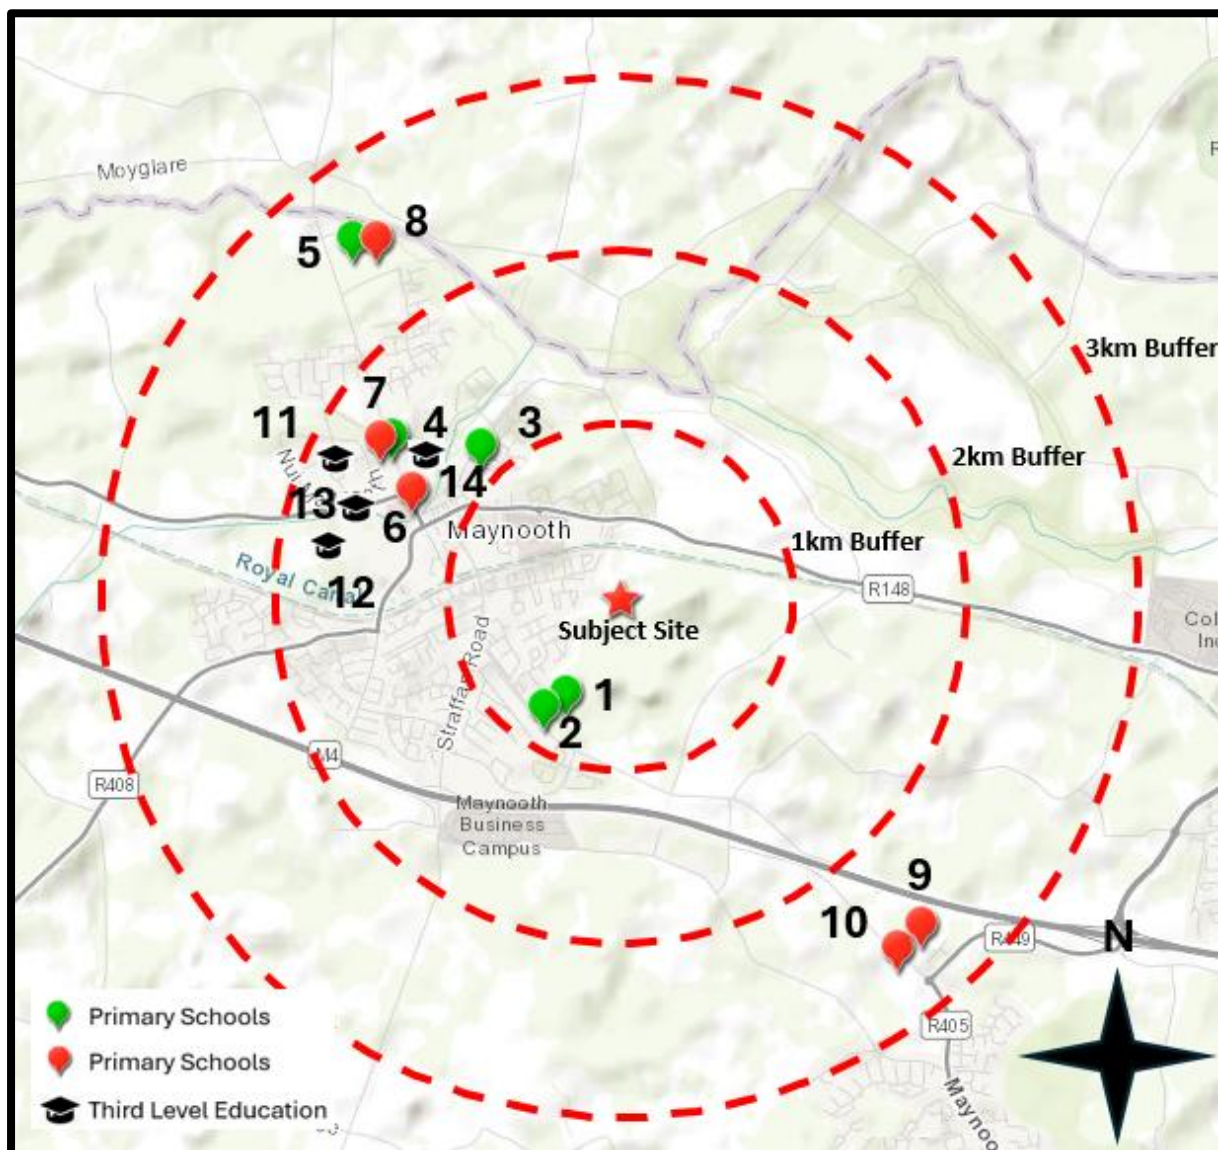 Moyglare
8
5
3km Buffer
7
11
4
3
2km Buffer
14
13
6
Maynooth
1km Buffer
Royal Canal
12
R148
Subject Site
Straffan Road
1
2
M4
R408
Maynooth
Business
Campus
9
10
R449
N
R405
Primary Schools
Primary Schools
Third Level Education